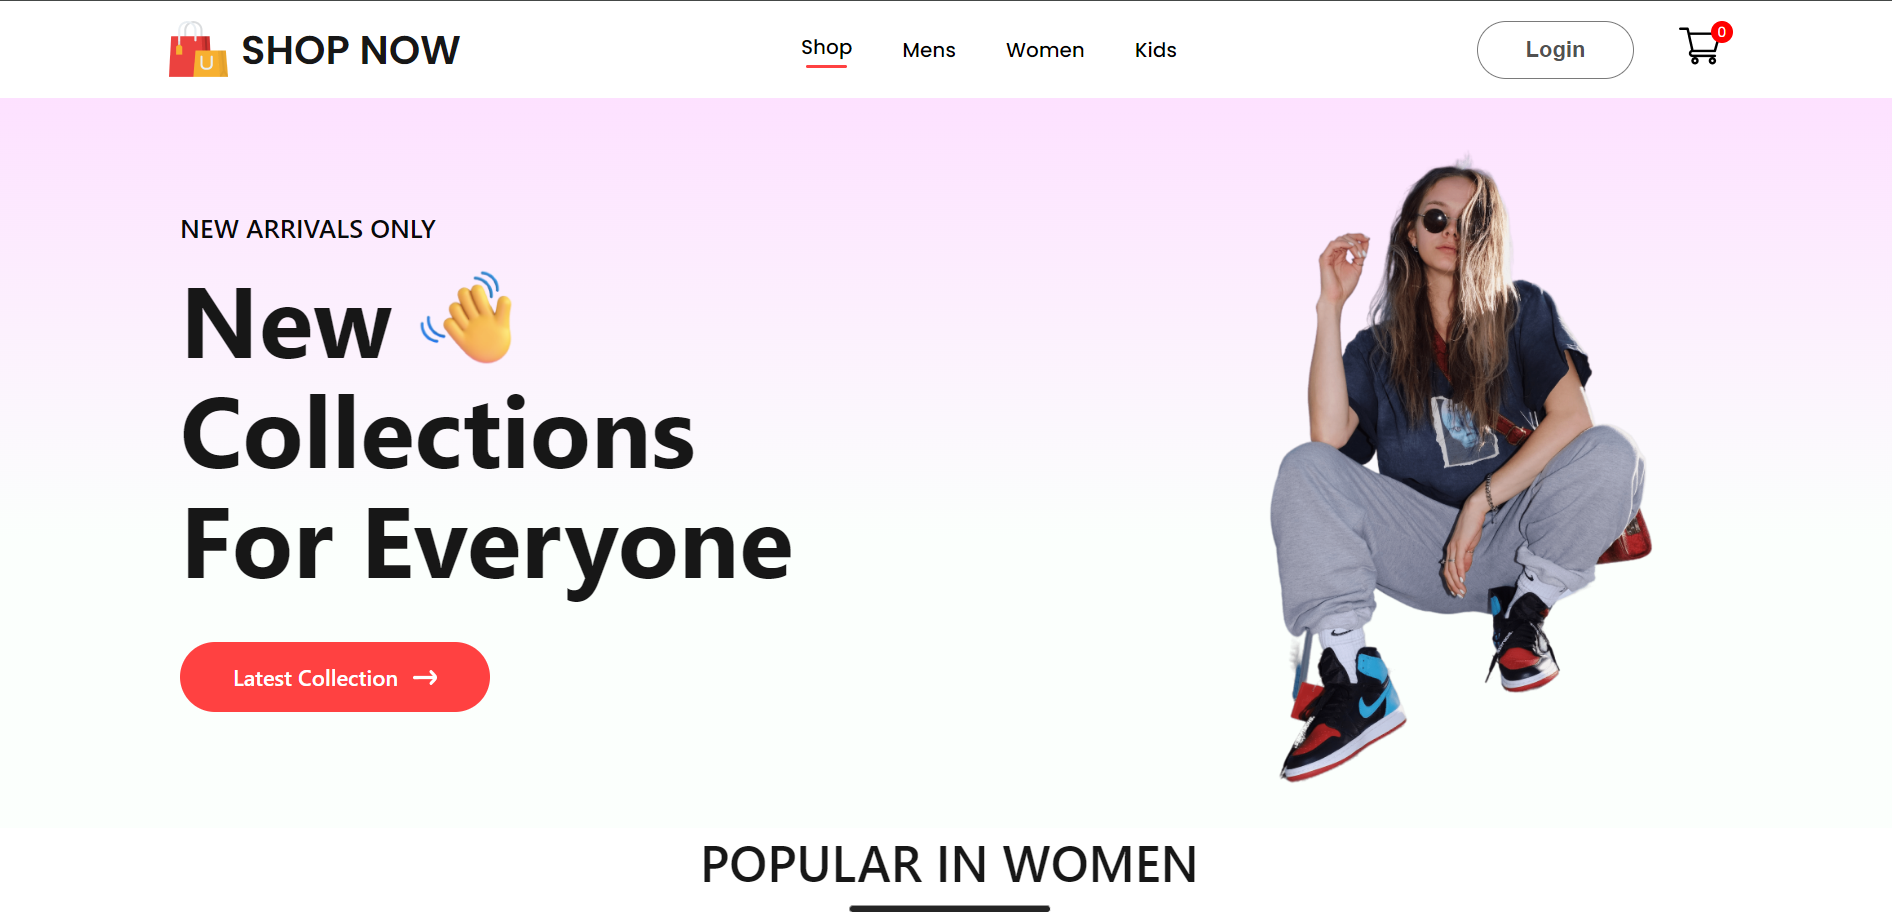 SHOP NOW
Shop
Mens
Women
Kids
Login
0
NEW ARRIVALS ONLY
New 👋
Collections
For Everyone
Latest Collection →
POPULAR IN WOMEN